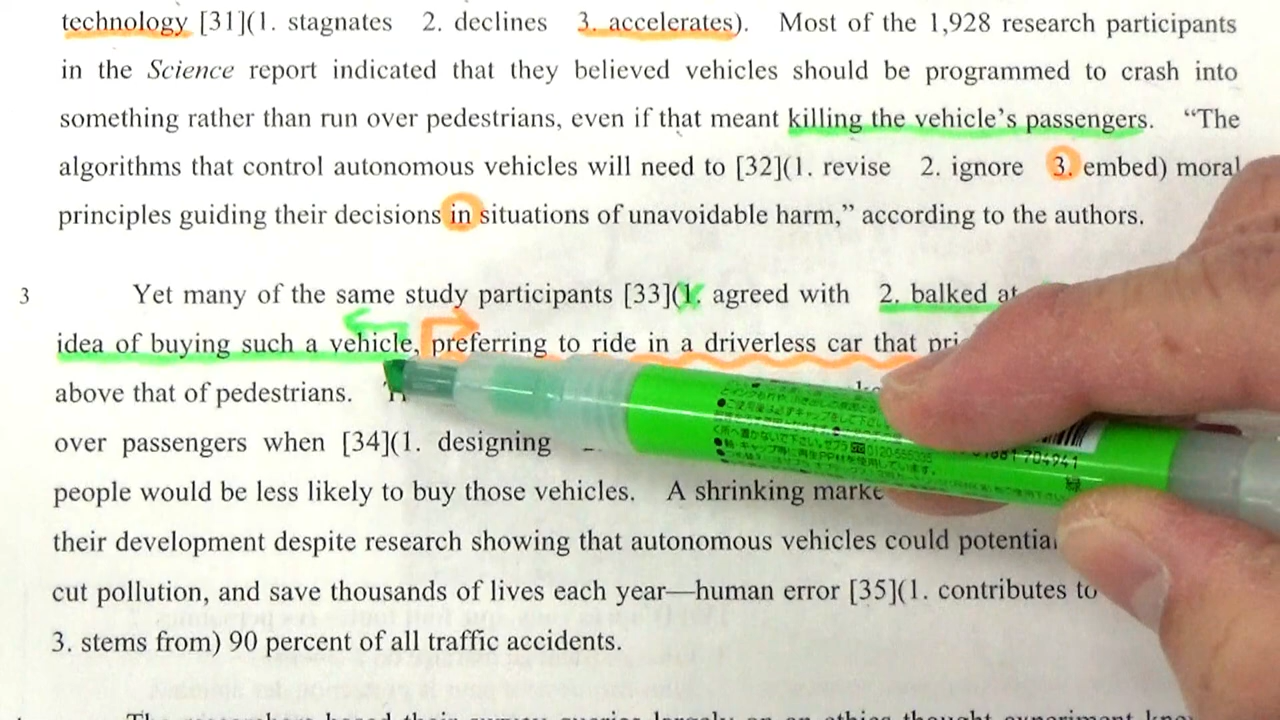 technology [31](1. stagnates 2. declines 3. accelerates). Most of the 1,928 research participants
in the Science report indicated that they believed vehicles should be programmed to crash into
something rather than run over pedestrians, even if that meant killing the vehicle's passengers. “The
algorithms that control autonomous vehicles will need to [32](1. revise 2. ignore 3. embed) moral
principles guiding their decisions in situations of unavoidable harm,” according to the authors.
3 Yet many of the same study participants [33](1. agreed with 2. balked at
idea of buying such a vehicle, preferring to ride in a driverless car that
above that of pedestrians.
over passengers when [34](1. designing
people would be less likely to buy those vehicles. A shrinking
their development despite research showing that autonomous vehicles could
cut pollution, and save thousands of lives each year—human error [35](1. contributes to
3. stems from) 90 percent of all traffic accidents.
0120-555335